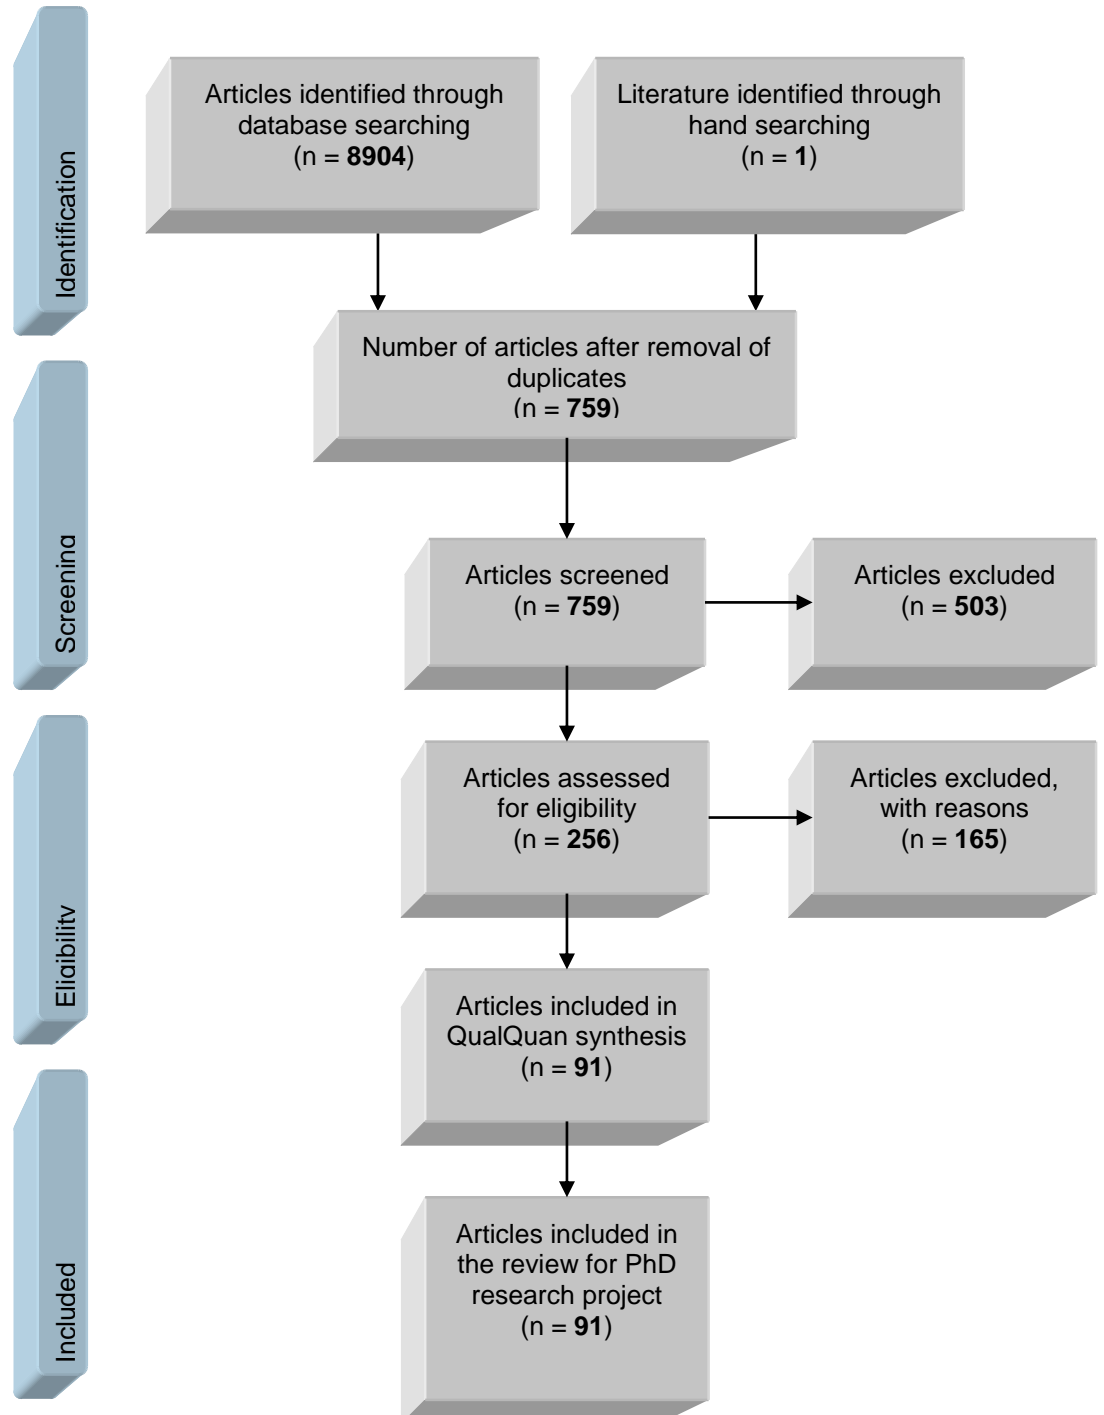 Identification
Articles identified through
database searching
(n = 8904)
Literature identified through
hand searching
(n = 1)
Number of articles after removal of
duplicates
(n = 759)
Screening
Articles screened
(n = 759)
Articles excluded
(n = 503)
Eligibility
Articles assessed
for eligibility
(n = 256)
Articles excluded,
with reasons
(n = 165)
Articles included in
QualQuan synthesis
(n = 91)
Included
Articles included in
the review for PhD
research project
(n = 91)